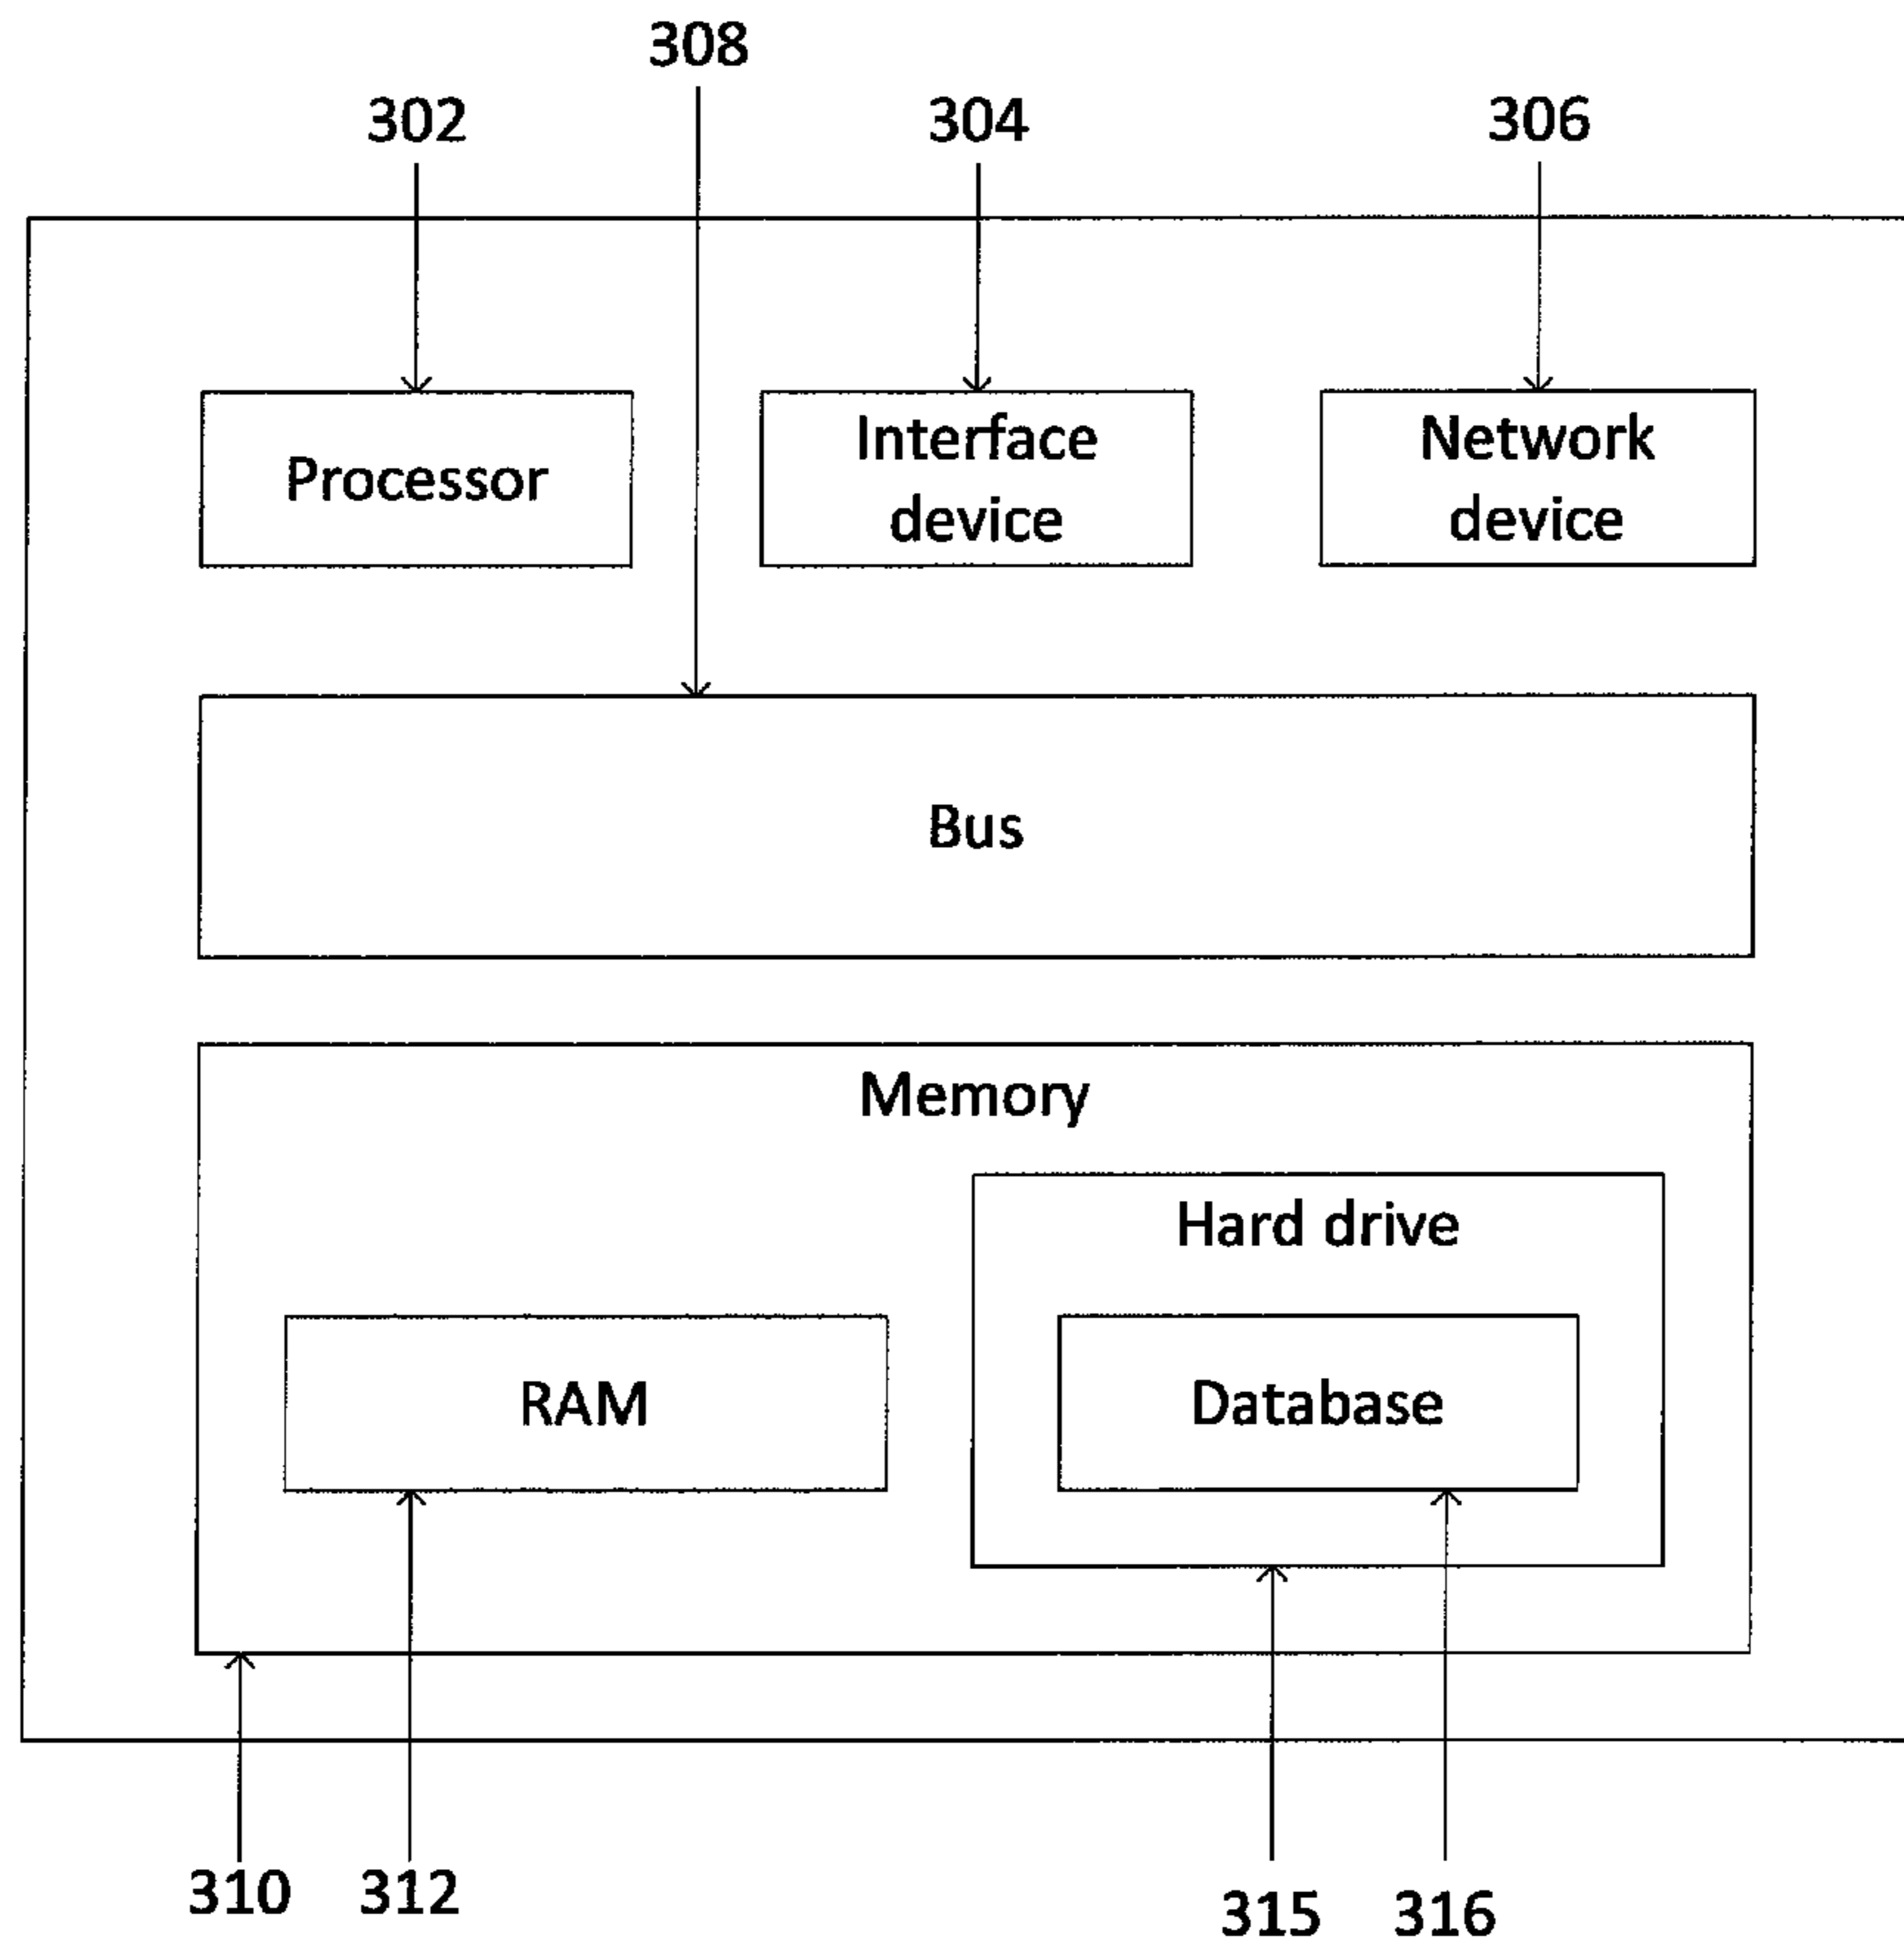 308
302
304
306
Processor
Interface
device
Network
device
Bus
Memory
Hard drive
RAM
Database
310
312
315
316